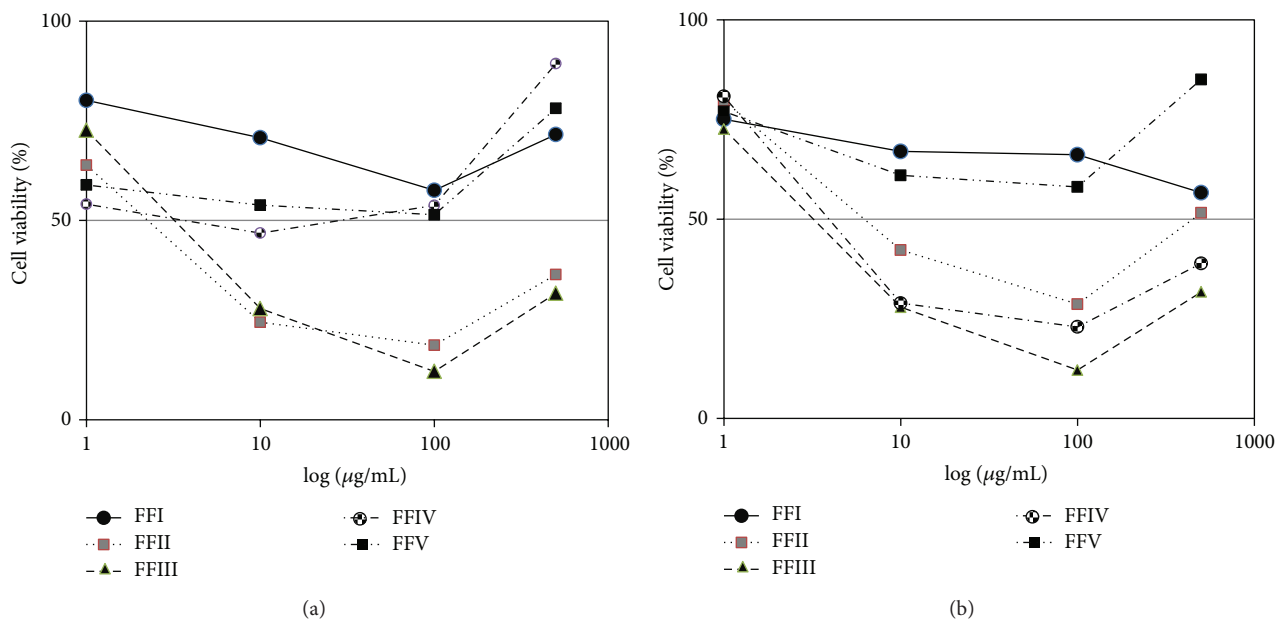 100
50
0
Cell viability (%)
1
10
100
1000
log (μg/mL)
FFI
FFII
FFIII
FFIV
FFV
(a)
100
50
0
Cell viability (%)
1
10
100
1000
log (μg/mL)
FFI
FFII
FFIII
FFIV
FFV
(b)